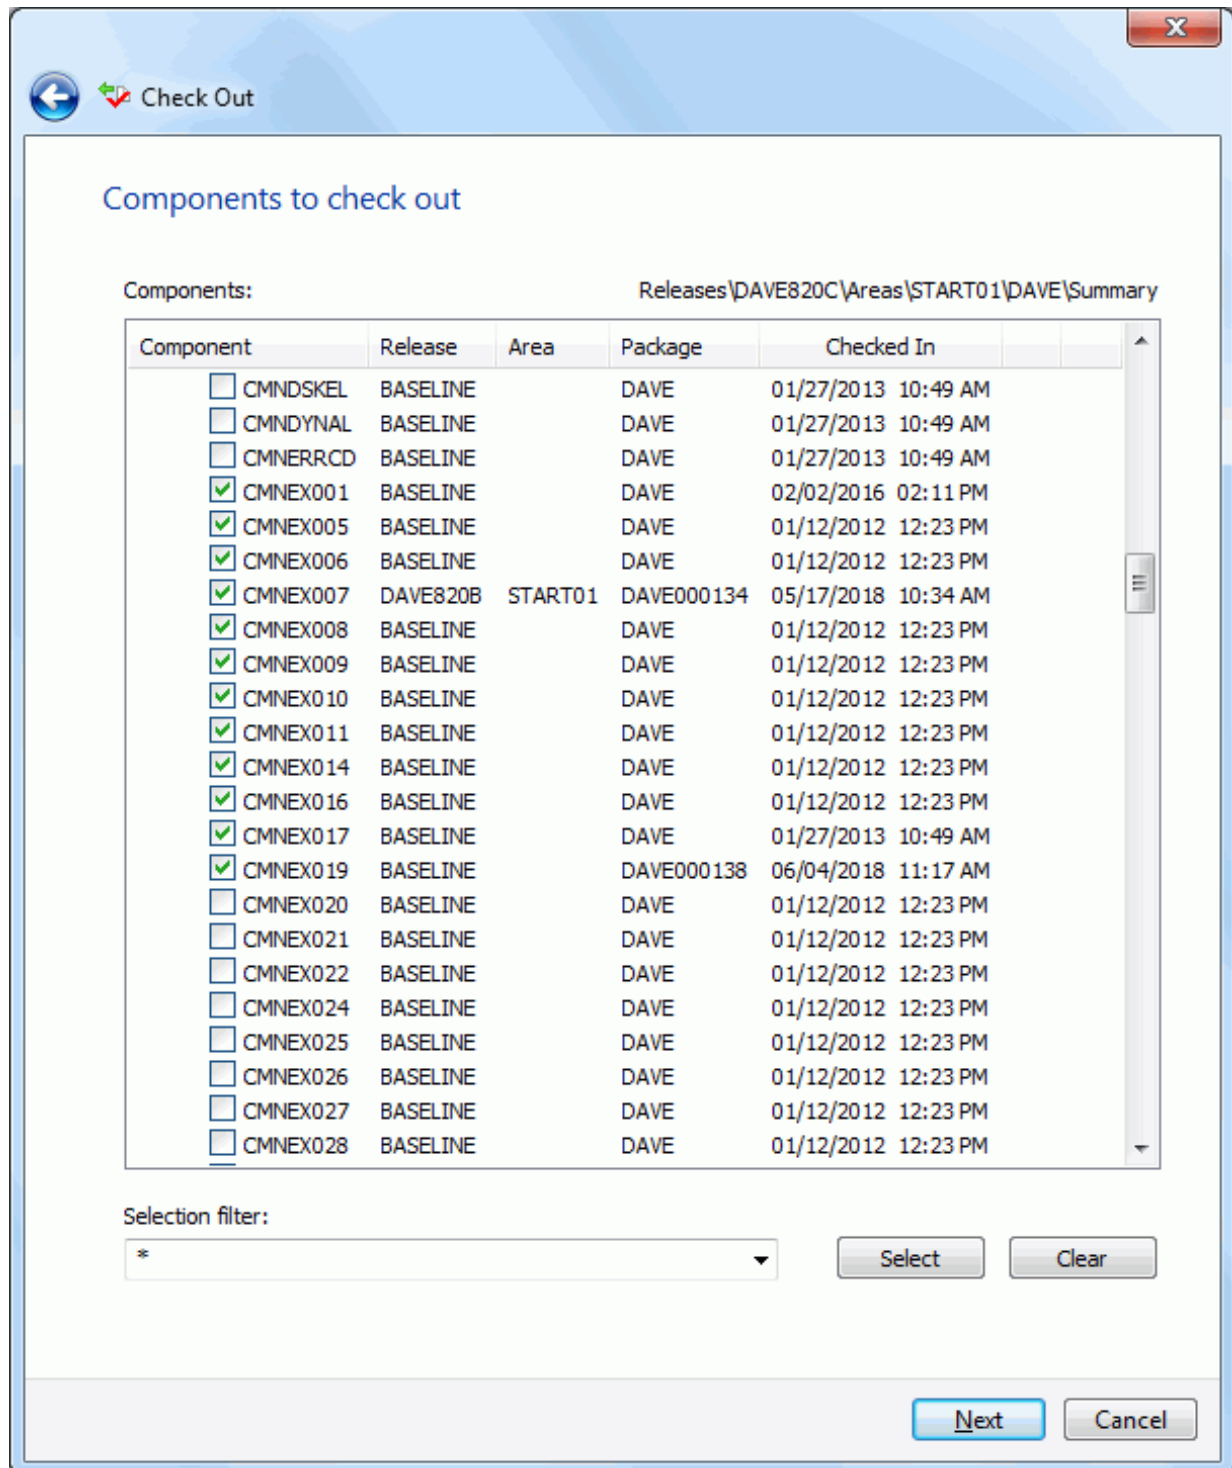 Check Out
Components to check out
Components: Releases\DAVE820C\Areas\START01\DAVE\Summary
Component Release Area Package Checked In
CMNDSKEL BASELINE DAVE 01/27/2013 10:49 AM
CMNDYNAL BASELINE DAVE 01/27/2013 10:49 AM
CMNERRCD BASELINE DAVE 01/27/2013 10:49 AM
CMNEX001 BASELINE DAVE 02/02/2016 02:11 PM
CMNEX005 BASELINE DAVE 01/12/2012 12:23 PM
CMNEX006 BASELINE DAVE 01/12/2012 12:23 PM
CMNEX007 DAVE820B START01 DAVE000134 05/17/2018 10:34 AM
CMNEX008 BASELINE DAVE 01/12/2012 12:23 PM
CMNEX009 BASELINE DAVE 01/12/2012 12:23 PM
CMNEX010 BASELINE DAVE 01/12/2012 12:23 PM
CMNEX011 BASELINE DAVE 01/12/2012 12:23 PM
CMNEX014 BASELINE DAVE 01/12/2012 12:23 PM
CMNEX016 BASELINE DAVE 01/12/2012 12:23 PM
CMNEX017 BASELINE DAVE 01/27/2013 10:49 AM
CMNEX019 BASELINE DAVE000138 06/04/2018 11:17 AM
CMNEX020 BASELINE DAVE 01/12/2012 12:23 PM
CMNEX021 BASELINE DAVE 01/12/2012 12:23 PM
CMNEX022 BASELINE DAVE 01/12/2012 12:23 PM
CMNEX024 BASELINE DAVE 01/12/2012 12:23 PM
CMNEX025 BASELINE DAVE 01/12/2012 12:23 PM
CMNEX026 BASELINE DAVE 01/12/2012 12:23 PM
CMNEX027 BASELINE DAVE 01/12/2012 12:23 PM
CMNEX028 BASELINE DAVE 01/12/2012 12:23 PM
Selection filter:
* Select Clear
Next Cancel